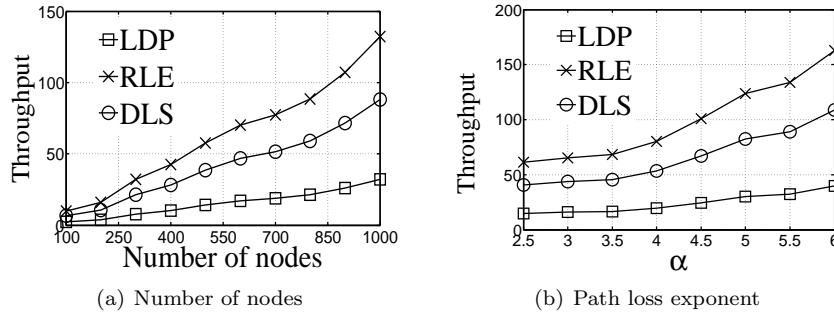 150
100
50
0
Throughput
LDP
RLE
DLS
100 250 400 550 700 850 1000
Number of nodes
(a) Number of nodes
200
150
100
50
0
Throughput
LDP
RLE
DLS
2.5 3 3.5 4 4.5 5 5.5 6
α
(b) Path loss exponent